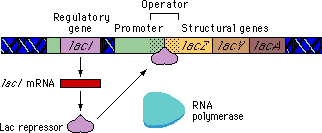 Operator
Regulatory
gene
Promoter
Structural genes
lacI
lacZ
lacY
lacA
lacI mRNA
RNA
polymerase
Lac repressor